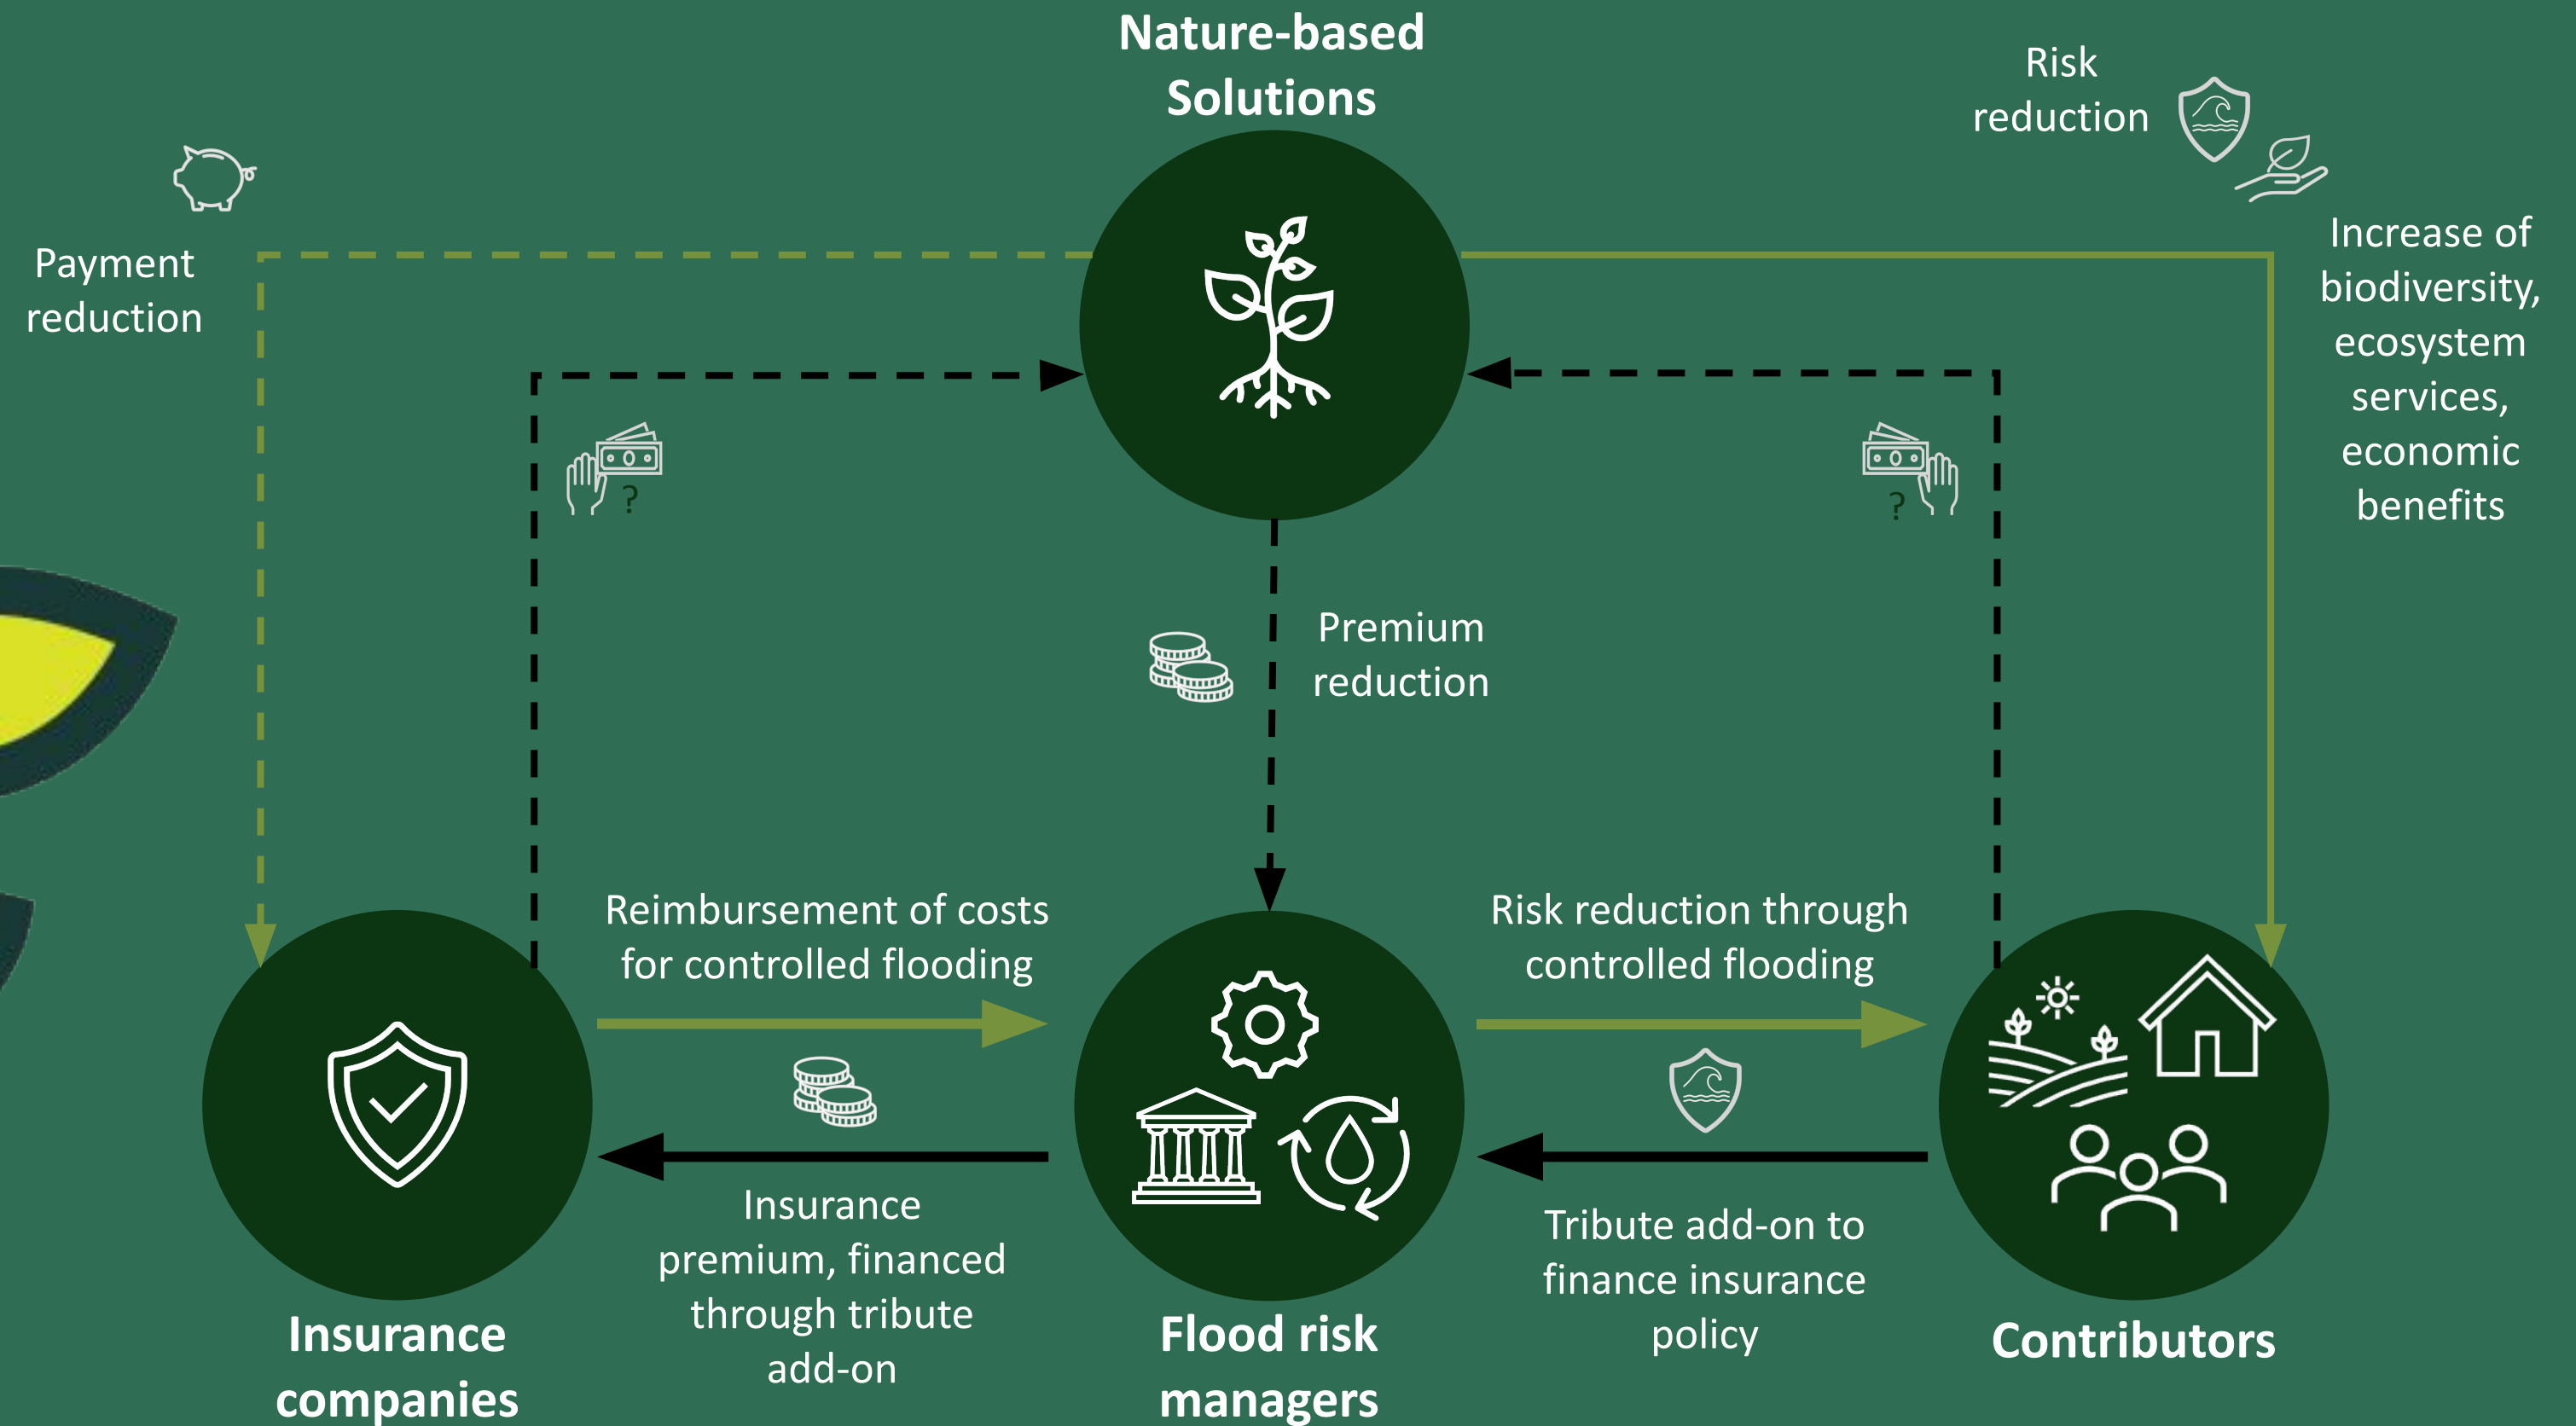 Nature-based
Solutions
Risk
reduction
Payment
reduction
Increase of
biodiversity,
ecosystem
services,
economic
benefits
?
?
Premium
reduction
Reimbursement of costs
for controlled flooding
Risk reduction through
controlled flooding
Insurance
premium, financed
through tribute
add-on
Tribute add-on to
finance insurance
policy
Insurance
companies
Flood risk
managers
Contributors